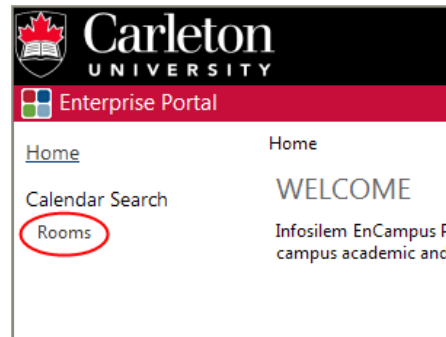 Carleton
UNIVERSITY
Enterprise Portal
Home
Calendar Search
Rooms
Home
WELCOME
Infosilem EnCampus
campus academic and